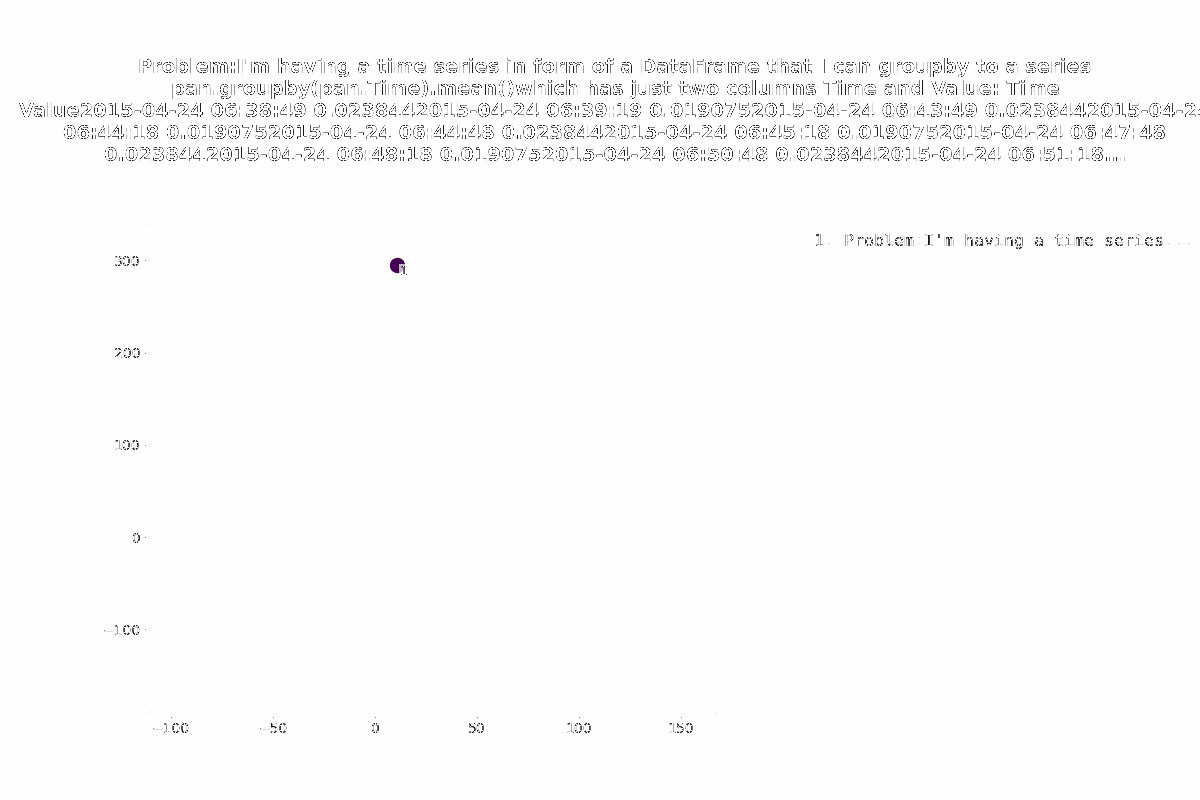 Problem:I'm having a time series in form of a DataFrame that I can groupby to a series
pan.groupby(pan.Time).mean()which has just two columns Time and Value: Time
Value2015-04-24 06:38:49 0.0238442015-04-24 06:39:19 0.0190752015-04-24 06:43:49 0.0238442015-04-24
06:44:18 0.0190752015-04-24 06:44:48 0.0238442015-04-24 06:45:18 0.0190752015-04-24 06:47:48
0.0238442015-04-24 06:48:18 0.0190752015-04-24 06:50:48 0.0238442015-04-24 06:51:18...
1. Problem:I'm having a time series...
300
200
100
0
−100
−100 −50 0 50 100 150